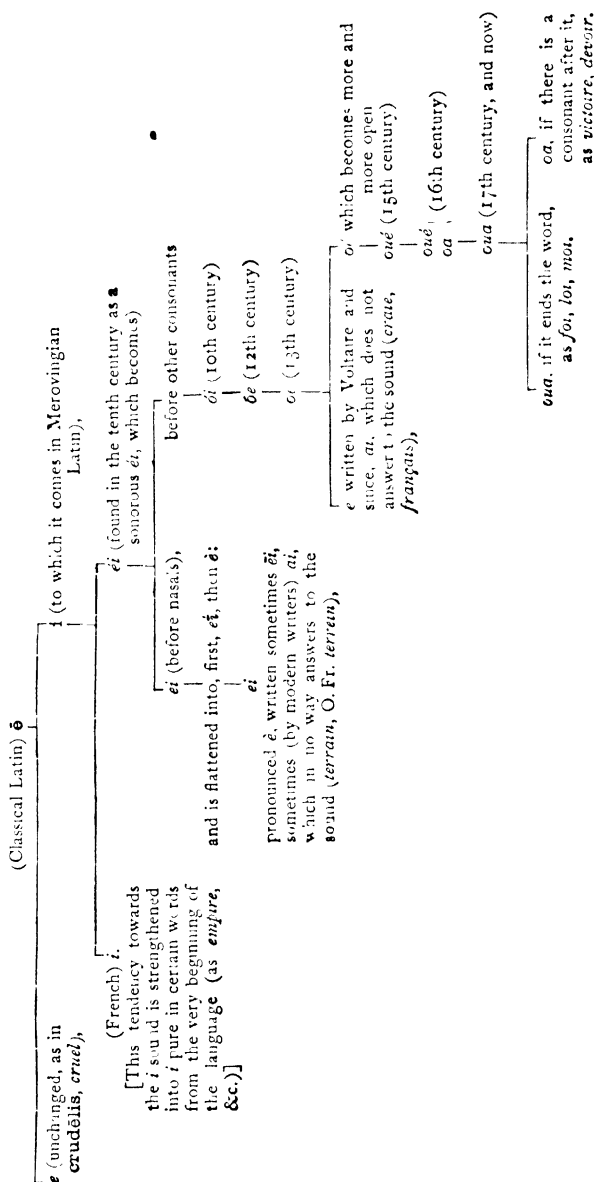 (Classical Latin) ē
e (unchanged, as in
crudēlis, cruel),
i (to which it comes in Merovingian
Latin),
(French) i.
[This tendency towards
the i sound is strengthened
into i pure in certain words
from the very beginning of
the language (as empire,
&c.)]
éi (found in the tenth century as a
sonorous éi, which becomes)
éi (before nasals),
and is flattened into, first, eĩ, then è:
ei
pronounced è, written sometimes ēi,
sometimes (by modern writers) ai,
which in no way answers to the
sound (terrain, O. Fr. terrein),
before other consonants
ói (10th century)
óe (12th century)
oi (13th century)
e written by Voltaire and
since, ai, which does not
answer to the sound (craie,
français),
oi which becomes more and
more open
oué (15th century)
oué
oa (16th century)
oua (17th century, and now)
oua, if it ends the word,
as foi, loi, moi.
oa, if there is a
consonant after it,
as victoire, devoir.